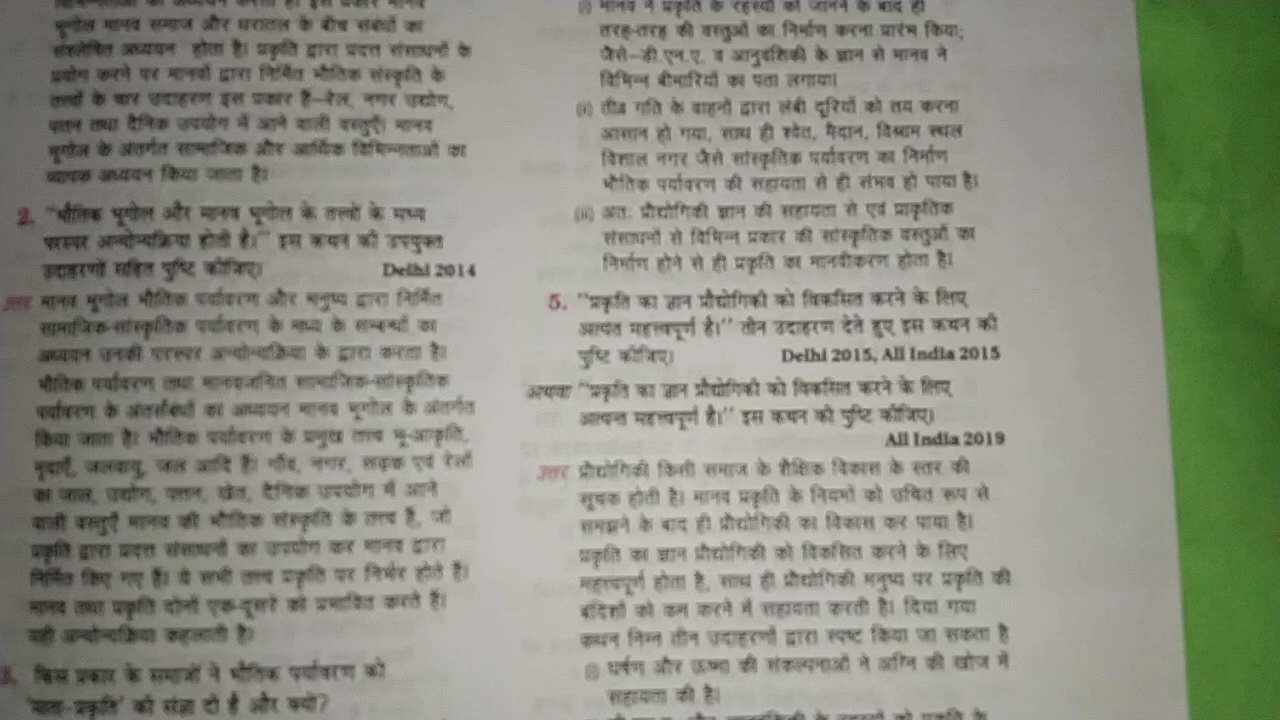 भूगोल मानव समाज और धरातल के बीच संबंधों का
संश्लेषित अध्ययन होता है। प्रकृति द्वारा प्रदत्त संसाधनों के
प्रयोग करने पर मानवों द्वारा निर्मित भौतिक संस्कृति के
तत्त्वों के चार उदाहरण इस प्रकार हैं–रेल, नगर उद्योग,
पत्तन तथा दैनिक उपयोग में आने वाली वस्तुएँ। मानव
भूगोल के अंतर्गत सामाजिक और आर्थिक विभिन्नताओं का
व्यापक अध्ययन किया जाता है।
2. "भौतिक भूगोल और मानव भूगोल के तत्त्वों के मध्य
परस्पर अन्योन्यक्रिया होती है।" इस कथन की उपयुक्त
उदाहरणों सहित पुष्टि कीजिए। Delhi 2014
उत्तर मानव भूगोल भौतिक पर्यावरण और मनुष्य द्वारा निर्मित
सामाजिक-सांस्कृतिक पर्यावरण के मध्य के सम्बन्धों का
अध्ययन उनकी परस्पर अन्योन्यक्रिया के द्वारा करता है।
भौतिक पर्यावरण तथा मानवजनित सामाजिक-सांस्कृतिक
पर्यावरण के अंतर्संबंधों का अध्ययन मानव भूगोल के अंतर्गत
किया जाता है। भौतिक पर्यावरण के प्रमुख तत्त्व भू-आकृति,
मृदाएँ, जलवायु, जल आदि हैं। गाँव, नगर, सड़क एवं रेलों
का जाल, उद्योग, पत्तन, खेत, दैनिक उपयोग में आने
वाली वस्तुएँ मानव की भौतिक संस्कृति के तत्त्व हैं, जो
प्रकृति द्वारा प्रदत्त संसाधनों का उपयोग कर मानव द्वारा
निर्मित किए गए हैं। ये सभी तत्त्व प्रकृति पर निर्भर होते हैं।
मानव तथा प्रकृति दोनों एक-दूसरे को प्रभावित करते हैं।
यही अन्योन्यक्रिया कहलाती है।
3. किस प्रकार के समाजों ने भौतिक पर्यावरण को
'माता-प्रकृति' की संज्ञा दी है और क्यों?
(i) मानव ने प्रकृति के रहस्यों को जानने के बाद ही
तरह-तरह की वस्तुओं का निर्माण करना प्रारंभ किया;
जैसे–डी.एन.ए. व आनुवंशिकी के ज्ञान से मानव ने
विभिन्न बीमारियों का पता लगाया।
(ii) तीव्र गति के वाहनों द्वारा लंबी दूरियों को तय करना
आसान हो गया, साथ ही खेत, मैदान, विश्राम स्थल
विशाल नगर जैसे सांस्कृतिक पर्यावरण का निर्माण
भौतिक पर्यावरण की सहायता से ही संभव हो पाया है।
(iii) अत: प्रौद्योगिकी ज्ञान की सहायता से एवं प्राकृतिक
संसाधनों से विभिन्न प्रकार की सांस्कृतिक वस्तुओं का
निर्माण होने से ही प्रकृति का मानवीकरण होता है।
5. "प्रकृति का ज्ञान प्रौद्योगिकी को विकसित करने के लिए
अत्यंत महत्त्वपूर्ण है।" तीन उदाहरण देते हुए इस कथन की
पुष्टि कीजिए। Delhi 2015, All India 2015
अथवा "प्रकृति का ज्ञान प्रौद्योगिकी को विकसित करने के लिए
अत्यन्त महत्त्वपूर्ण है।" इस कथन की पुष्टि कीजिए।
All India 2019
उत्तर प्रौद्योगिकी किसी समाज के शैक्षिक विकास के स्तर की
सूचक होती है। मानव प्रकृति के नियमों को उचित रूप से
समझने के बाद ही प्रौद्योगिकी का विकास कर पाया है।
प्रकृति का ज्ञान प्रौद्योगिकी को विकसित करने के लिए
महत्त्वपूर्ण होता है, साथ ही प्रौद्योगिकी मनुष्य पर प्रकृति की
बंदिशों को कम करने में सहायता करती है। दिया गया
कथन निम्न तीन उदाहरणों द्वारा स्पष्ट किया जा सकता है
(i) घर्षण और ऊष्मा की संकल्पनाओं ने अग्नि की खोज में
सहायता की है।